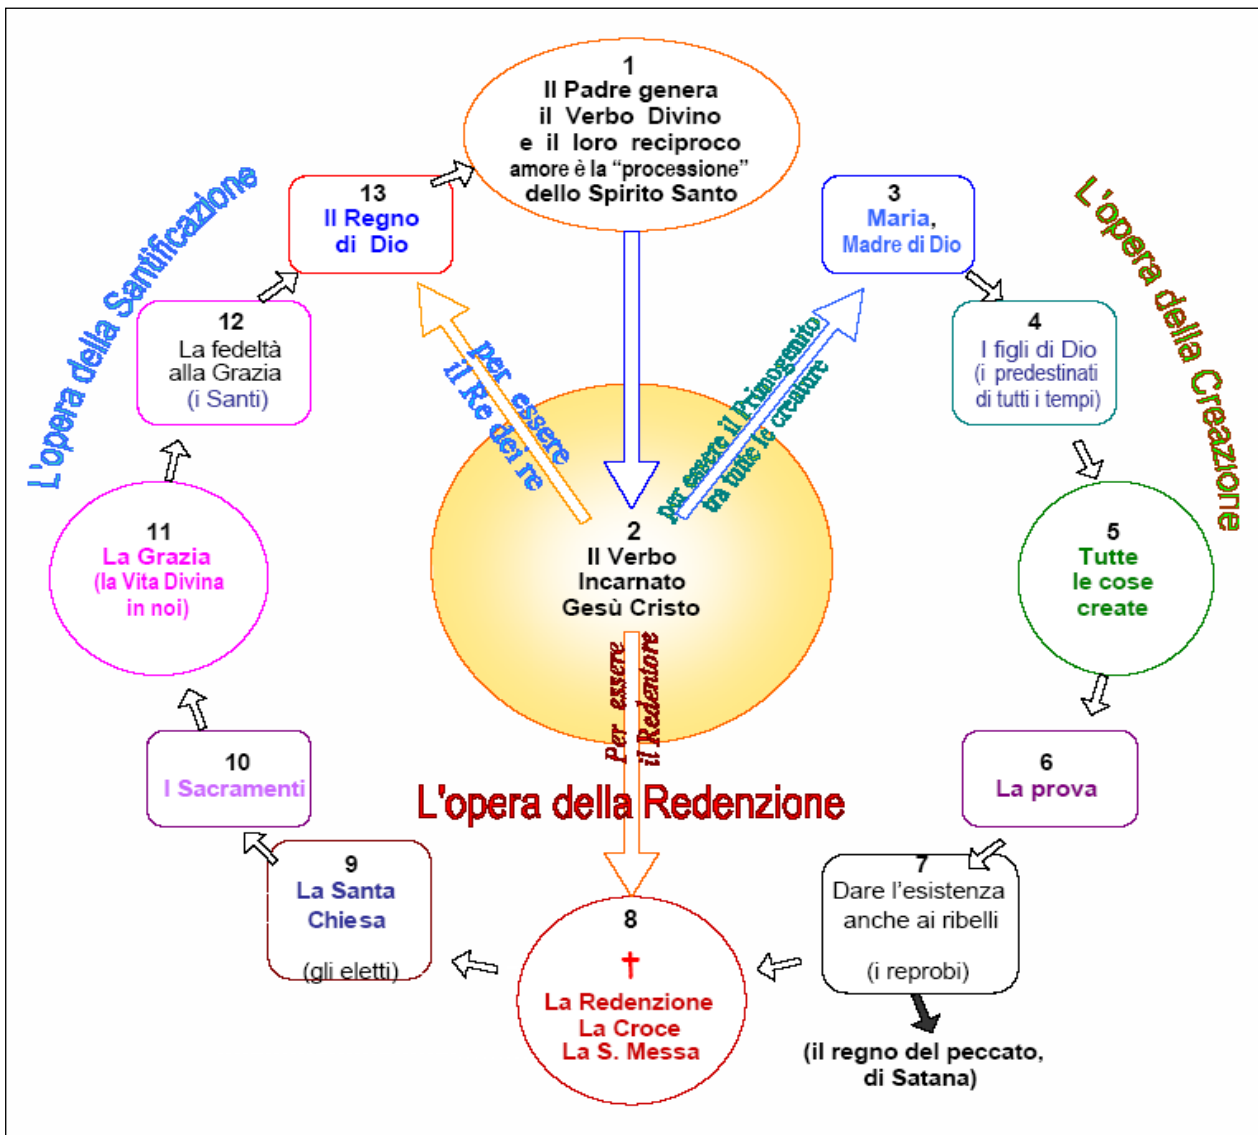 1
Il Padre genera
il Verbo Divino
e il loro reciproco
amore è la “processione”
dello Spirito Santo
2
Il Verbo
Incarnato
Gesù Cristo
per essere il Primogenito
tra tutte le creature
3
Maria,
Madre di Dio
L'opera della Creazione
4
I figli di Dio
(i predestinati
di tutti i tempi)
5
Tutte
le cose
create
6
La prova
7
Dare l’esistenza
anche ai ribelli
(i reprobi)
(il regno del peccato,
di Satana)
Per essere
il Redentore
L'opera della Redenzione
8
✝
La Redenzione
La Croce
La S. Messa
9
La Santa
Chiesa
(gli eletti)
10
I Sacramenti
11
La Grazia
(la Vita Divina
in noi)
12
La fedeltà
alla Grazia
(i Santi)
L'opera della Santificazione
13
Il Regno
di Dio
per essere
il Re dei re